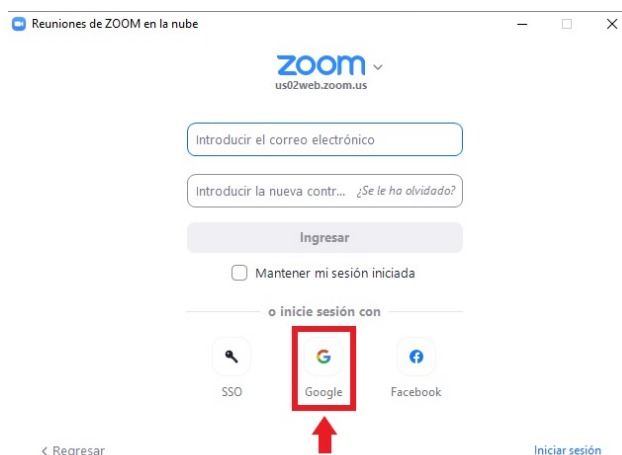 Reuniones de ZOOM en la nube
zoom
us02web.zoom.us
Introducir el correo electrónico
Introducir la nueva contr... ¿Se le ha olvidado?
Ingresar
Mantener mi sesión iniciada
o inicie sesión con
SSO Google Facebook
< Regresar Iniciar sesión